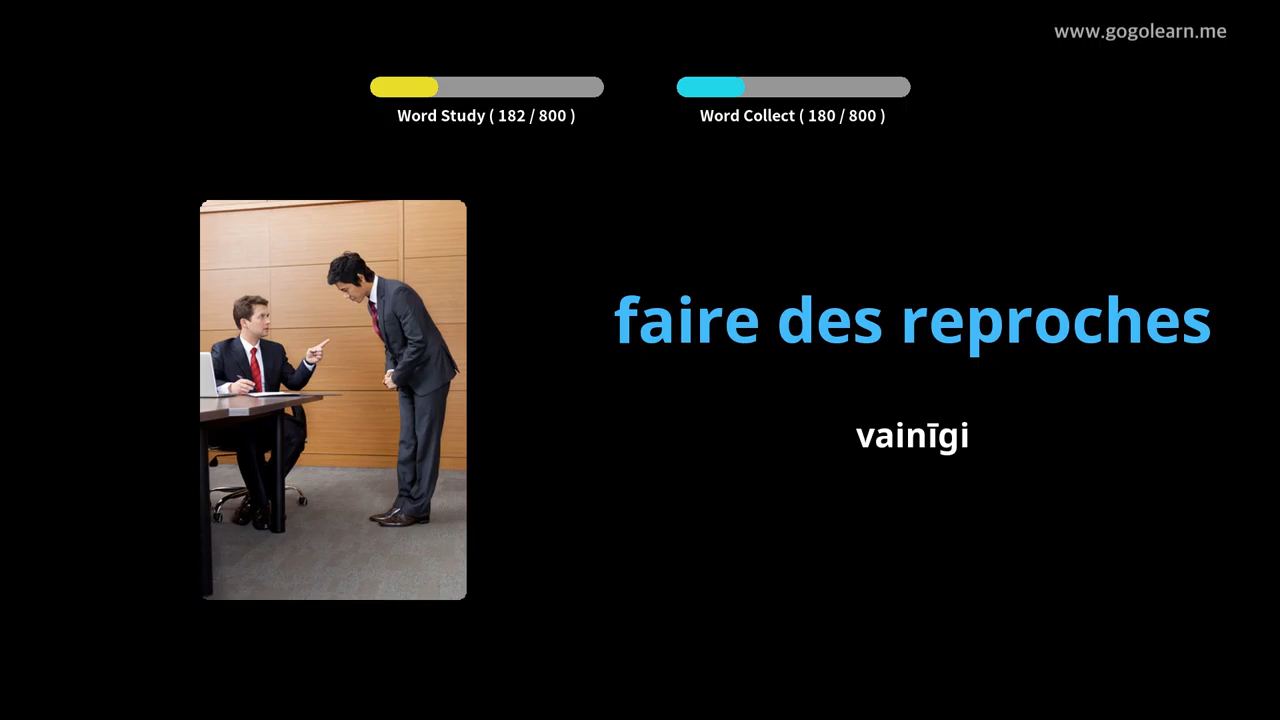 www.gogolearn.me
Word Study ( 182 / 800 )
Word Collect ( 180 / 800 )
faire des reproches
vainīgi